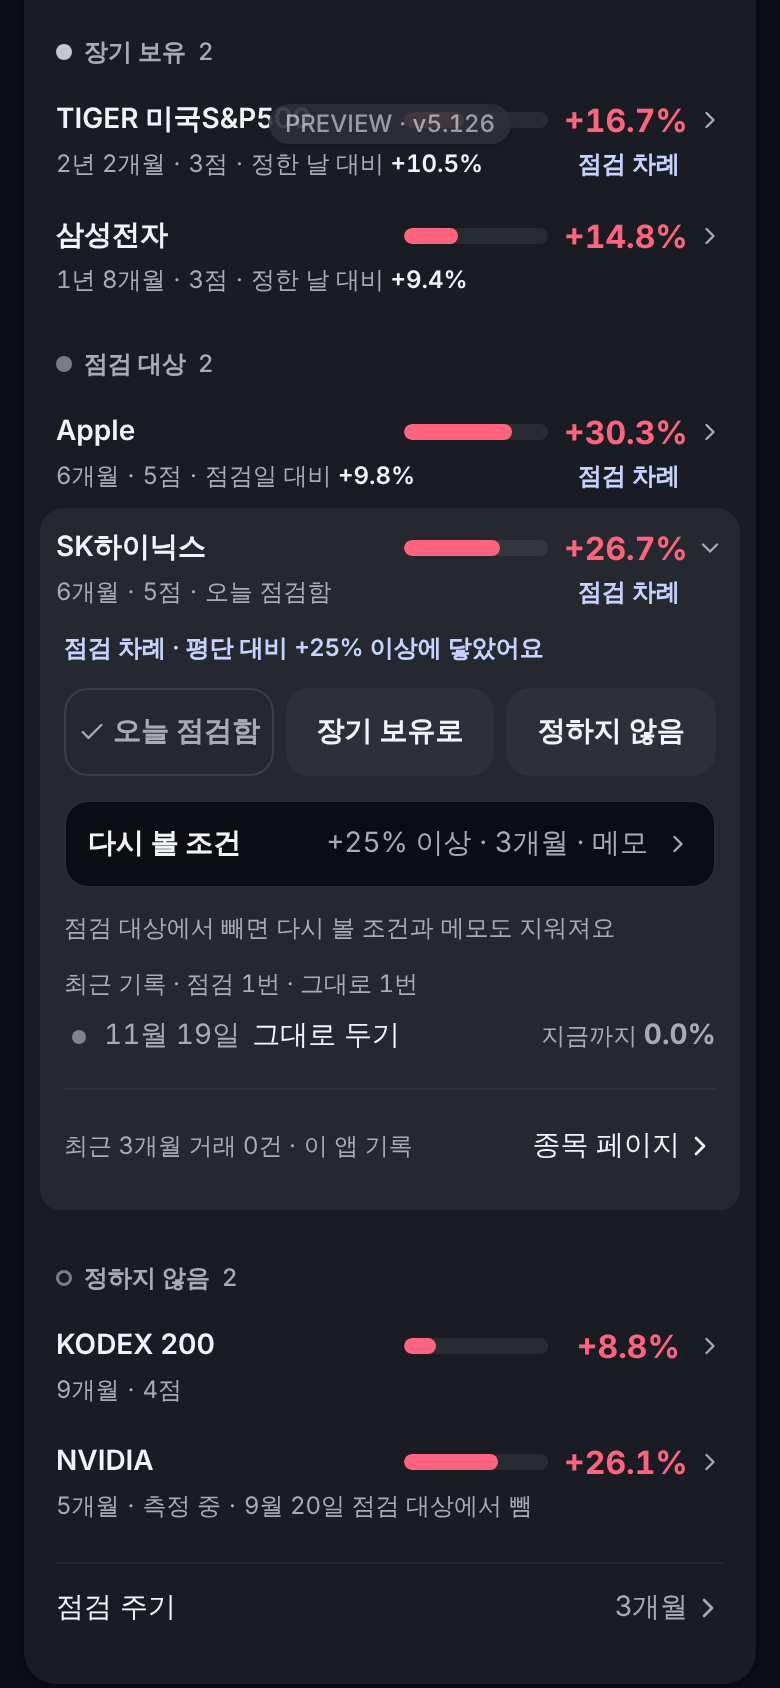 장기 보유 2
TIGER 미국S&P500 +16.7%
PREVIEW · v5.126
2년 2개월 · 3점 · 정한 날 대비 +10.5% 점검 차례
삼성전자 +14.8%
1년 8개월 · 3점 · 정한 날 대비 +9.4%
점검 대상 2
Apple +30.3%
6개월 · 5점 · 점검일 대비 +9.8% 점검 차례
SK하이닉스 +26.7%
6개월 · 5점 · 오늘 점검함 점검 차례
점검 차례 · 평단 대비 +25% 이상에 닿았어요
오늘 점검함 장기 보유로 정하지 않음
다시 볼 조건 +25% 이상 · 3개월 · 메모
점검 대상에서 빼면 다시 볼 조건과 메모도 지워져요
최근 기록 · 점검 1번 · 그대로 1번
11월 19일 그대로 두기 지금까지 0.0%
최근 3개월 거래 0건 · 이 앱 기록 종목 페이지
정하지 않음 2
KODEX 200 +8.8%
9개월 · 4점
NVIDIA +26.1%
5개월 · 측정 중 · 9월 20일 점검 대상에서 뺌
점검 주기 3개월